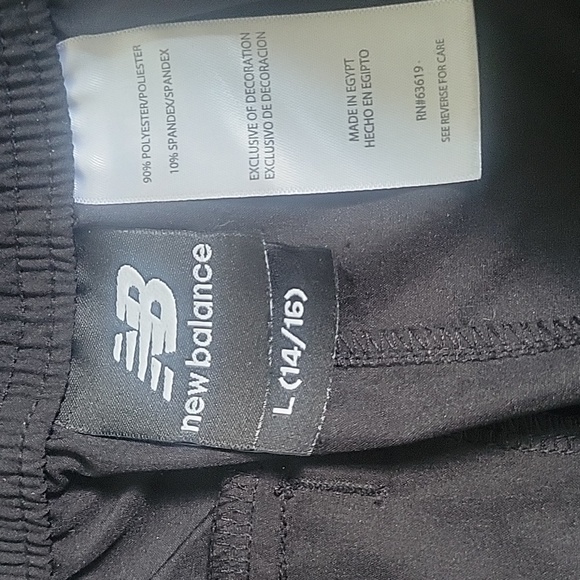 90% POLYESTER/POLIESTER
10% SPANDEX/SPANDEX
EXCLUSIVE OF DECORATION
EXCLUSIVO DE DECORACION
MADE IN EGYPT
HECHO EN EGIPTO
RN#63619
SEE REVERSE FOR CARE
NB
new balance
L (14/16)